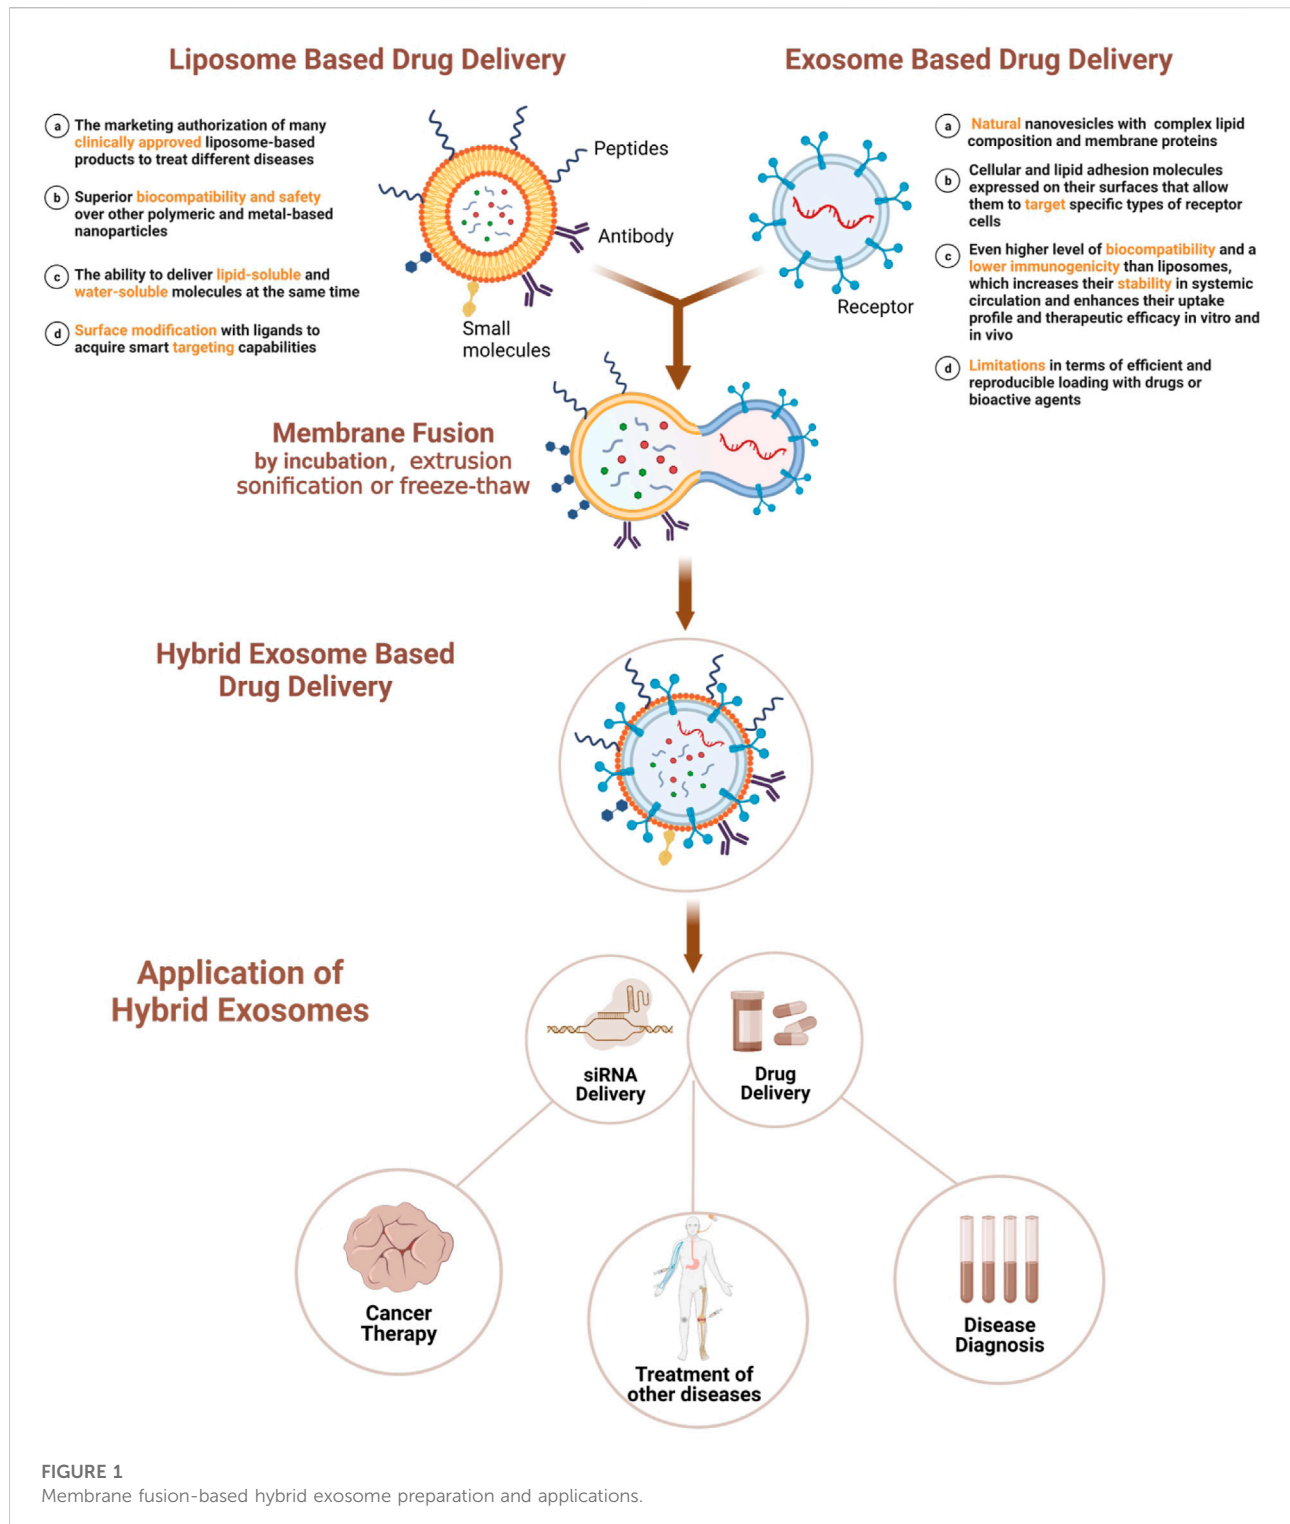 Liposome Based Drug Delivery
a The marketing authorization of many
clinically approved liposome-based
products to treat different diseases
b Superior biocompatibility and safety
over other polymeric and metal-based
nanoparticles
c The ability to deliver lipid-soluble and
water-soluble molecules at the same time
d Surface modification with ligands to
acquire smart targeting capabilities
Peptides
Antibody
Small
molecules
Exosome Based Drug Delivery
Receptor
a Natural nanovesicles with complex lipid
composition and membrane proteins
b Cellular and lipid adhesion molecules
expressed on their surfaces that allow
them to target specific types of receptor
cells
c Even higher level of biocompatibility and a
lower immunogenicity than liposomes,
which increases their stability in systemic
circulation and enhances their uptake
profile and therapeutic efficacy in vitro and
in vivo
d Limitations in terms of efficient and
reproducible loading with drugs or
bioactive agents
Membrane Fusion
by incubation, extrusion
sonification or freeze-thaw
Hybrid Exosome Based
Drug Delivery
Application of
Hybrid Exosomes
siRNA
Delivery
Drug
Delivery
Cancer
Therapy
Treatment of
other diseases
Disease
Diagnosis
FIGURE 1
Membrane fusion-based hybrid exosome preparation and applications.